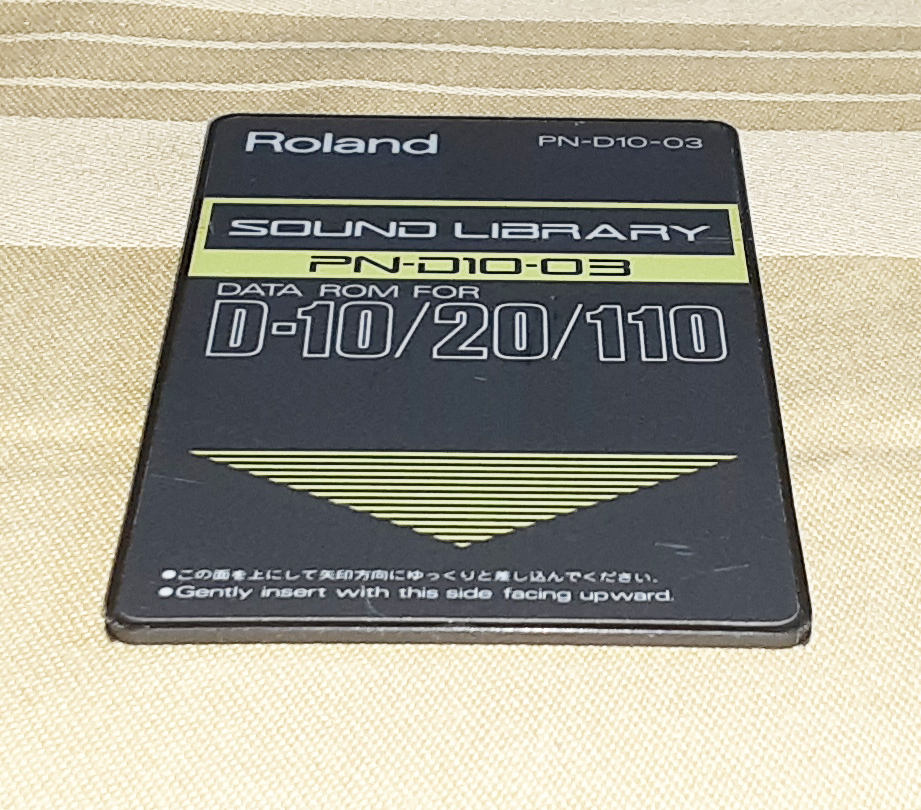 Roland PN-D10-03
SOUND LIBRARY
PN-D10-03
DATA ROM FOR
D-10/20/110
●この面を上にして矢印方向にゆっくりと差し込んでください.
●Gently insert with this side facing upward.